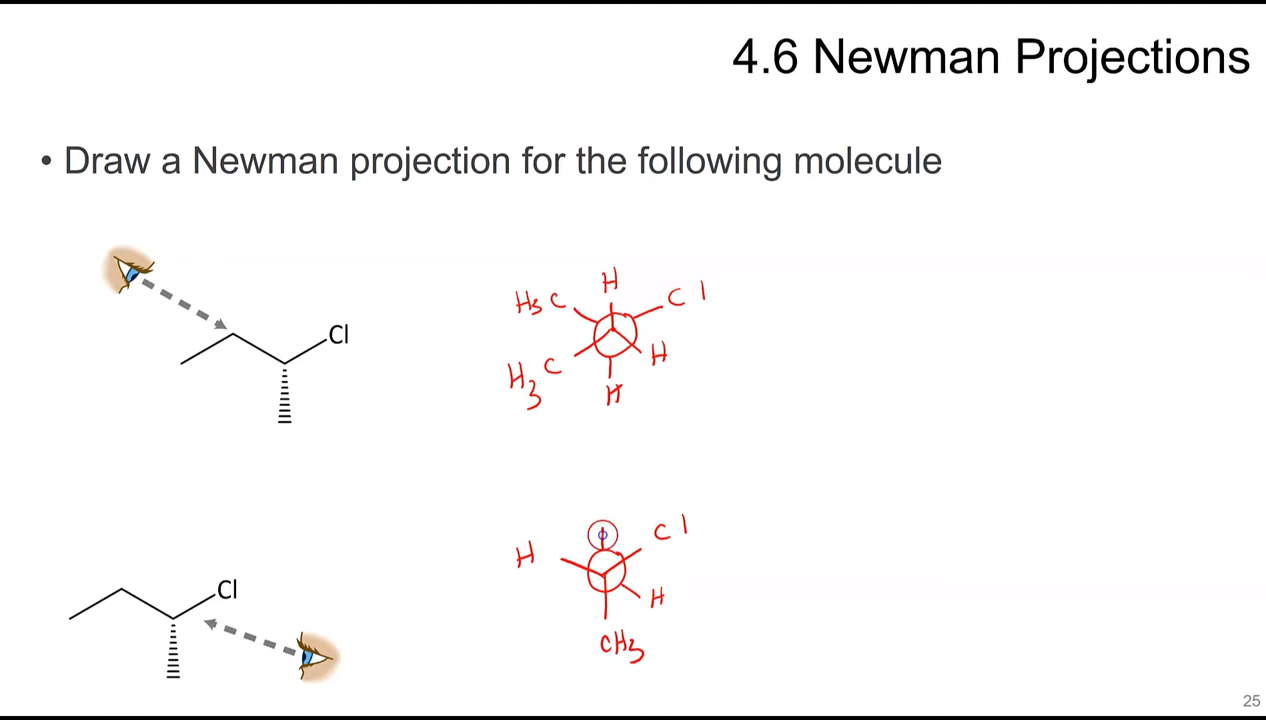 4.6 Newman Projections
• Draw a Newman projection for the following molecule
H
H3C
Cl
Cl
H
H3C
H
Cl
H
Cl
H
CH3
25